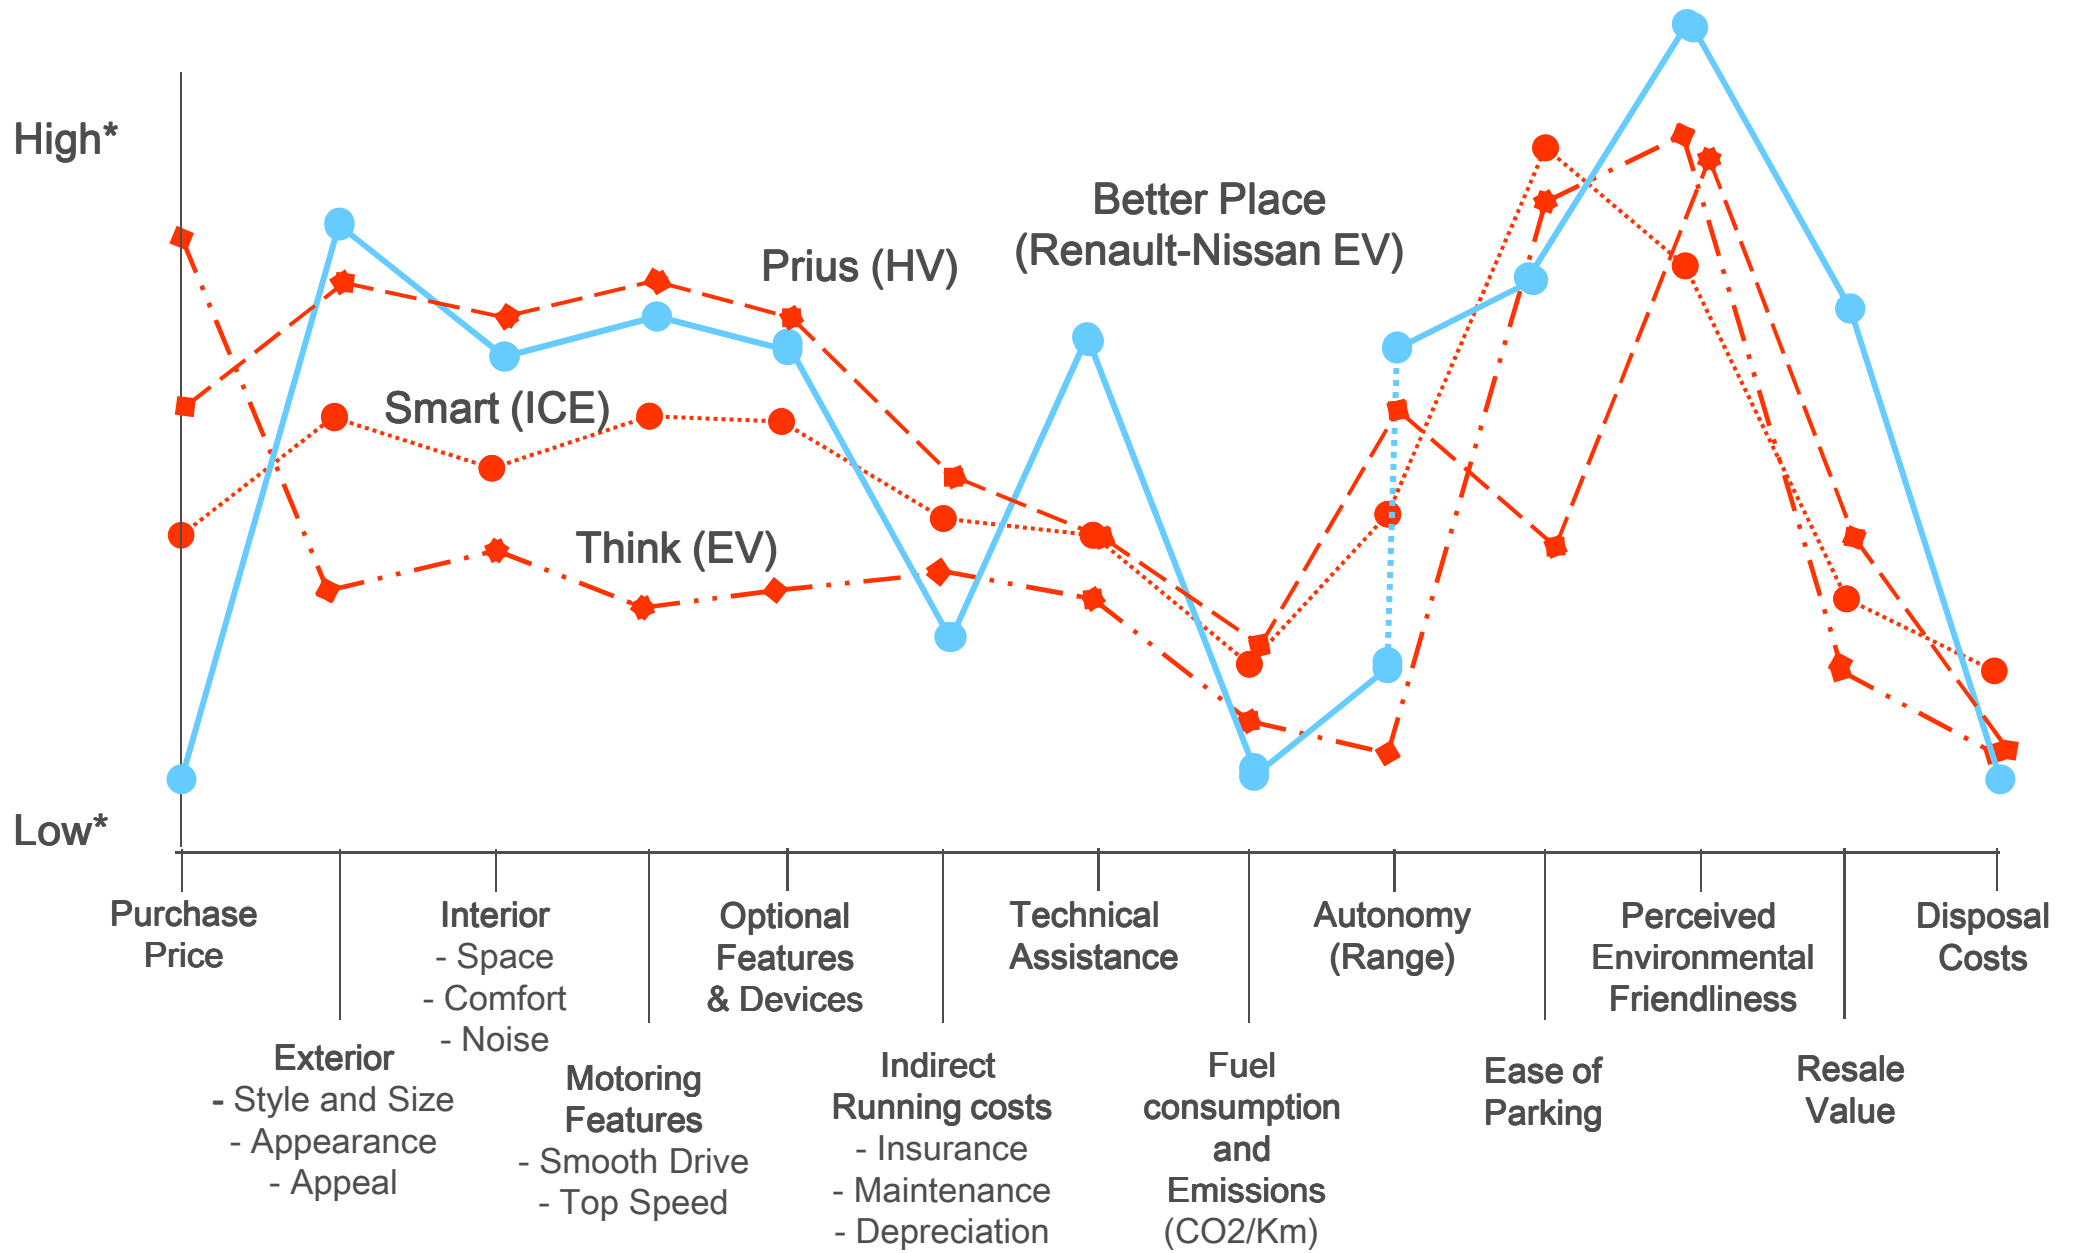 High*
Better Place
(Renault-Nissan EV)
Prius (HV)
Smart (ICE)
Think (EV)
Low*
Purchase
Price
Exterior
- Style and Size
- Appearance
- Appeal
Interior
- Space
- Comfort
- Noise
Motoring
Features
- Smooth Drive
- Top Speed
Optional
Features
& Devices
Indirect
Running costs
- Insurance
- Maintenance
- Depreciation
Technical
Assistance
Fuel
consumption
and
Emissions
(CO2/Km)
Autonomy
(Range)
Ease of
Parking
Perceived
Environmental
Friendliness
Resale
Value
Disposal
Costs